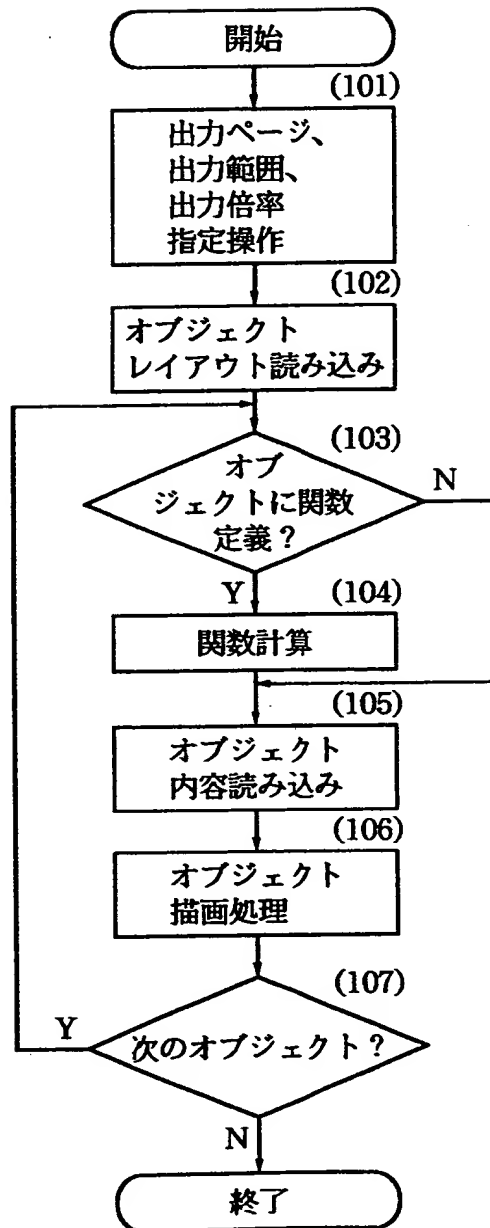 開始
(101)
出力ページ、
出力範囲、
出力倍率
指定操作
(102)
オブジェクト
レイアウト読み込み
(103)
オブ
ジェクトに関数
定義？
N
Y
(104)
関数計算
(105)
オブジェクト
内容読み込み
(106)
オブジェクト
描画処理
(107)
Y
次のオブジェクト？
N
終了